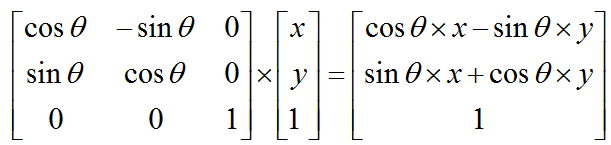 [cos θ  −sin θ  0] [x] [cos θ × x − sin θ × y]
[sin θ  cos θ  0] × [y] = [sin θ × x + cos θ × y]
[0  0  1] [1] [1]